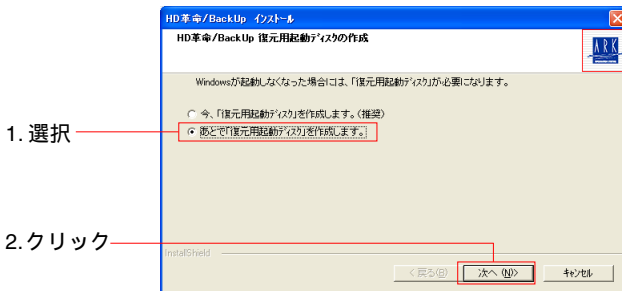 HD革命/BackUp インストール
HD革命/BackUp 復元用起動ディスクの作成
ARK
Windowsが起動しなくなった場合には、「復元用起動ディスク」が必要になります。
今、「復元用起動ディスク」を作成します。(推奨)
1. 選択
あとで「復元用起動ディスク」を作成します。
2.クリック
InstallShield
< 戻る(B)
次へ (N)>
キャンセル